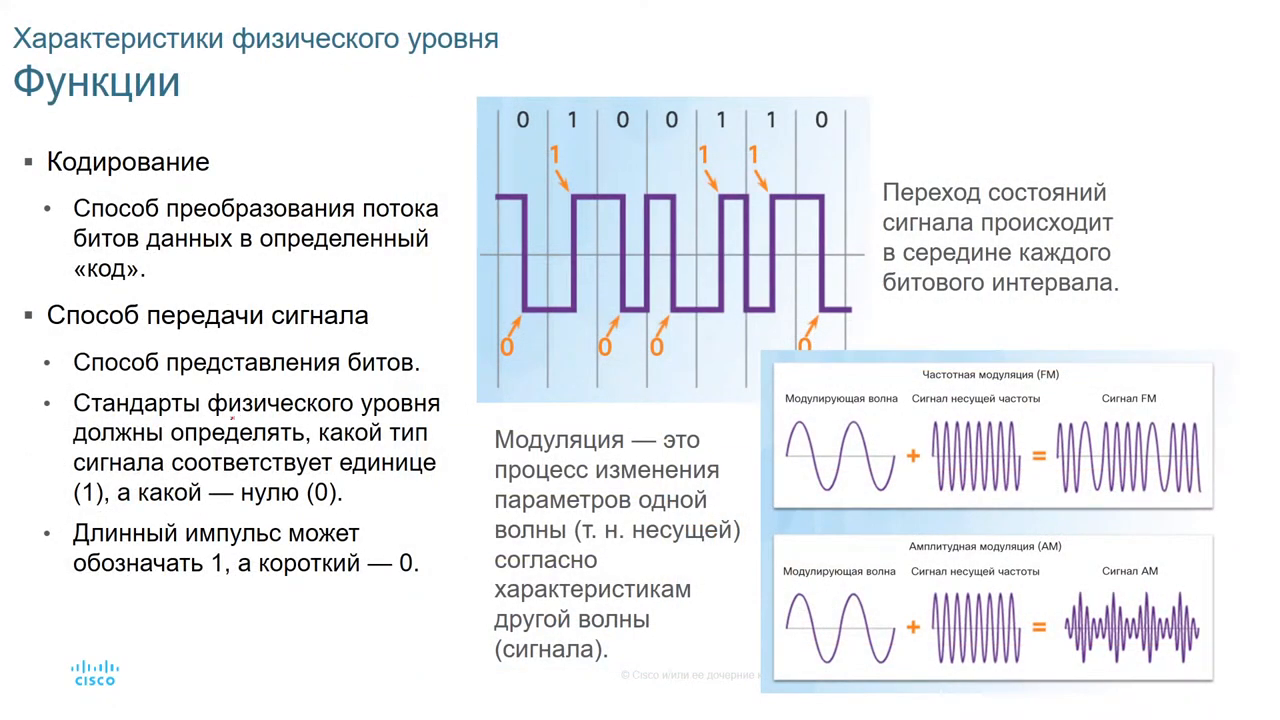 Характеристики физического уровня
Функции
▪ Кодирование
• Способ преобразования потока
битов данных в определенный
«код».
▪ Способ передачи сигнала
• Способ представления битов.
• Стандарты физического уровня
должны определять, какой тип
сигнала соответствует единице
(1), а какой — нулю (0).
• Длинный импульс может
обозначать 1, а короткий — 0.
0 1 0 0 1 1 0
1 1 1
0 0 0 0
Переход состояний
сигнала происходит
в середине каждого
битового интервала.
Модуляция — это
процесс изменения
параметров одной
волны (т. н. несущей)
согласно
характеристикам
другой волны
(сигнала).
Частотная модуляция (FM)
Модулирующая волна Сигнал несущей частоты Сигнал FM
+ =
Амплитудная модуляция (AM)
Модулирующая волна Сигнал несущей частоты Сигнал AM
+ =
CISCO
© Cisco и/или ее дочерние